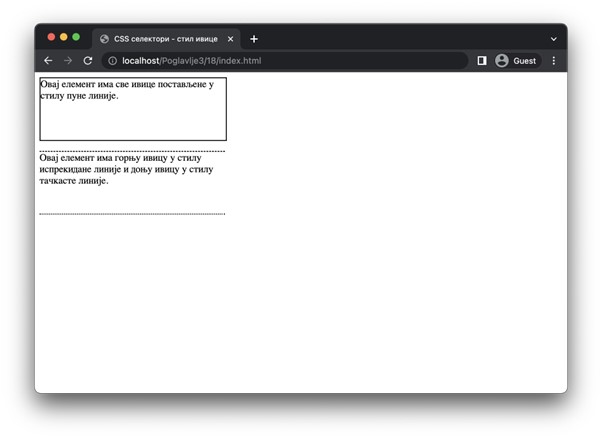 CSS селектори - стил ивице
localhost/Poglavlje3/18/index.html
Guest
Овај елемент има све ивице постављене у
стилу пуне линије.
Овај елемент има горњу ивицу у стилу
испрекидане линије и доњу ивицу у стилу
тачкасте линије.